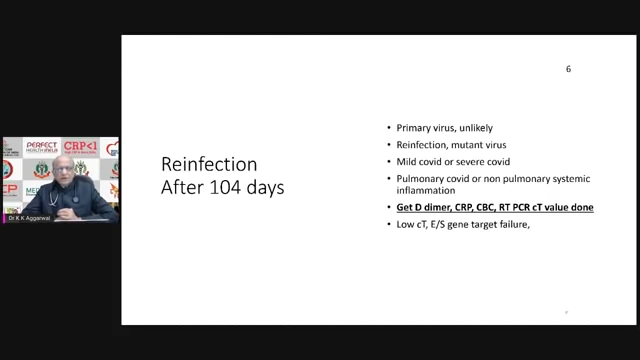 6
Reinfection
After 104 days
• Primary virus, unlikely
• Reinfection, mutant virus
• Mild covid or severe covid
• Pulmonary covid or non pulmonary systemic
inflammation
• Get D dimer, CRP, CBC, RT PCR cT value done
• Low cT, E/S gene target failure,
PERFECT
HEALTH MELA
CRP<1
Dr K K Aggarwal